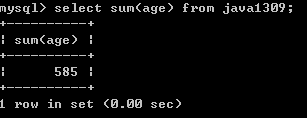 mysql> select sum(age) from java1309;
+----------+
| sum(age) |
+----------+
|      585 |
+----------+
1 row in set (0.00 sec)